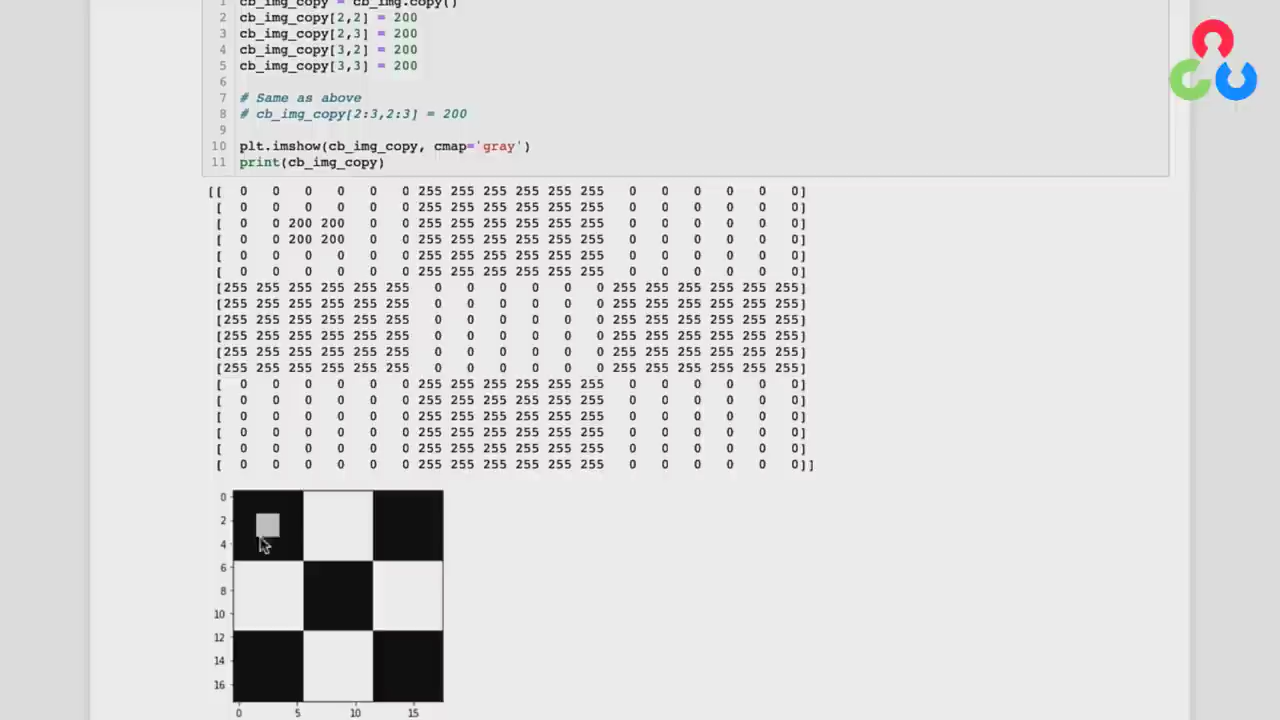 1 cb_img_copy = cb_img.copy()
2 cb_img_copy[2,2] = 200
3 cb_img_copy[2,3] = 200
4 cb_img_copy[3,2] = 200
5 cb_img_copy[3,3] = 200
6
7 # Same as above
8 # cb_img_copy[2:3,2:3] = 200
9
10 plt.imshow(cb_img_copy, cmap='gray')
11 print(cb_img_copy)
[[ 0 0 0 0 0 0 255 255 255 255 255 255 0 0 0 0 0 0]
[ 0 0 0 0 0 0 255 255 255 255 255 255 0 0 0 0 0 0]
[ 0 0 200 200 0 0 255 255 255 255 255 255 0 0 0 0 0 0]
[ 0 0 200 200 0 0 255 255 255 255 255 255 0 0 0 0 0 0]
[ 0 0 0 0 0 0 255 255 255 255 255 255 0 0 0 0 0 0]
[ 0 0 0 0 0 0 255 255 255 255 255 255 0 0 0 0 0 0]
[255 255 255 255 255 255 0 0 0 0 0 0 255 255 255 255 255 255]
[255 255 255 255 255 255 0 0 0 0 0 0 255 255 255 255 255 255]
[255 255 255 255 255 255 0 0 0 0 0 0 255 255 255 255 255 255]
[255 255 255 255 255 255 0 0 0 0 0 0 255 255 255 255 255 255]
[255 255 255 255 255 255 0 0 0 0 0 0 255 255 255 255 255 255]
[255 255 255 255 255 255 0 0 0 0 0 0 255 255 255 255 255 255]
[ 0 0 0 0 0 0 255 255 255 255 255 255 0 0 0 0 0 0]
[ 0 0 0 0 0 0 255 255 255 255 255 255 0 0 0 0 0 0]
[ 0 0 0 0 0 0 255 255 255 255 255 255 0 0 0 0 0 0]
[ 0 0 0 0 0 0 255 255 255 255 255 255 0 0 0 0 0 0]
[ 0 0 0 0 0 0 255 255 255 255 255 255 0 0 0 0 0 0]
[ 0 0 0 0 0 0 255 255 255 255 255 255 0 0 0 0 0 0]]
0
2
4
6
8
10
12
14
16
0 5 10 15